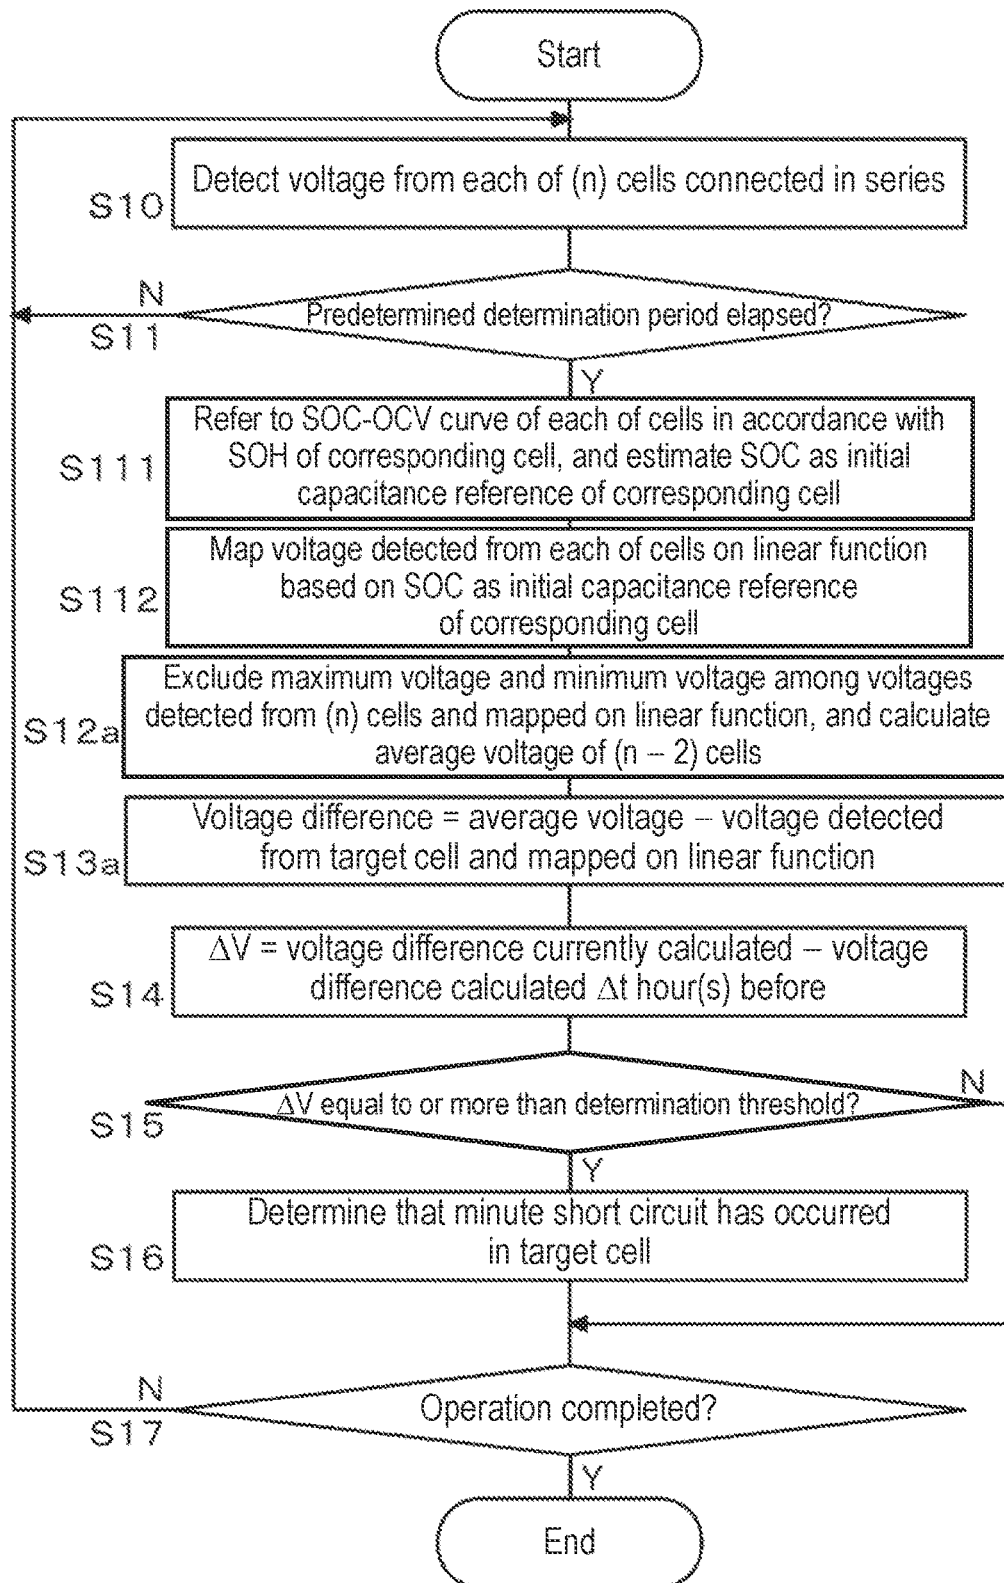 Start
Detect voltage from each of (n) cells connected in series
S10
N
Predetermined determination period elapsed?
S11
Y
Refer to SOC-OCV curve of each of cells in accordance with
SOH of corresponding cell, and estimate SOC as initial
capacitance reference of corresponding cell
S111
Map voltage detected from each of cells on linear function
based on SOC as initial capacitance reference
of corresponding cell
S112
Exclude maximum voltage and minimum voltage among voltages
detected from (n) cells and mapped on linear function, and calculate
average voltage of (n – 2) cells
S12a
Voltage difference = average voltage – voltage detected
from target cell and mapped on linear function
S13a
ΔV = voltage difference currently calculated – voltage
difference calculated Δt hour(s) before
S14
N
ΔV equal to or more than determination threshold?
S15
Y
Determine that minute short circuit has occurred
in target cell
S16
N
Operation completed?
S17
Y
End